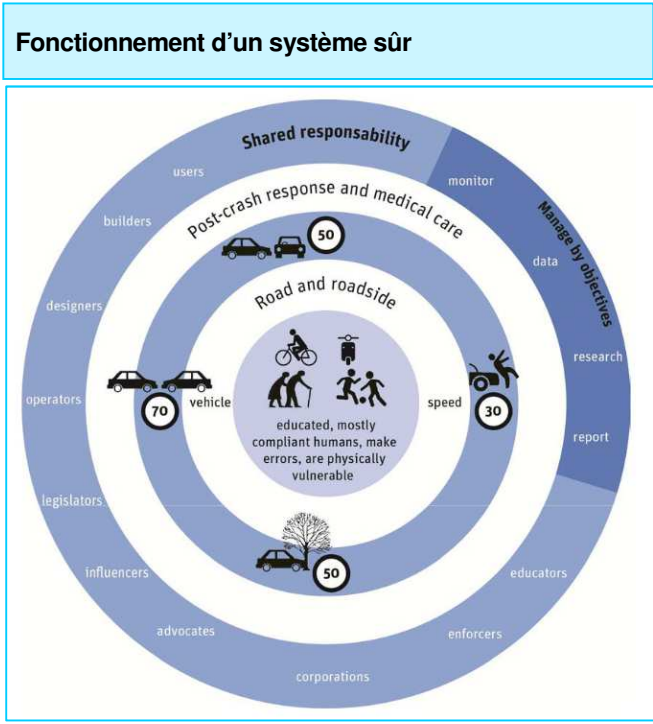 Fonctionnement d'un système sûr
Shared responsability
users
builders
designers
operators
legislators
influencers
advocates
corporations
enforcers
educators
Manage by objectives
monitor
data
research
report
Post-crash response and medical care
50
Road and roadside
70
vehicle
speed
30
educated, mostly
compliant humans, make
errors, are physically
vulnerable
50